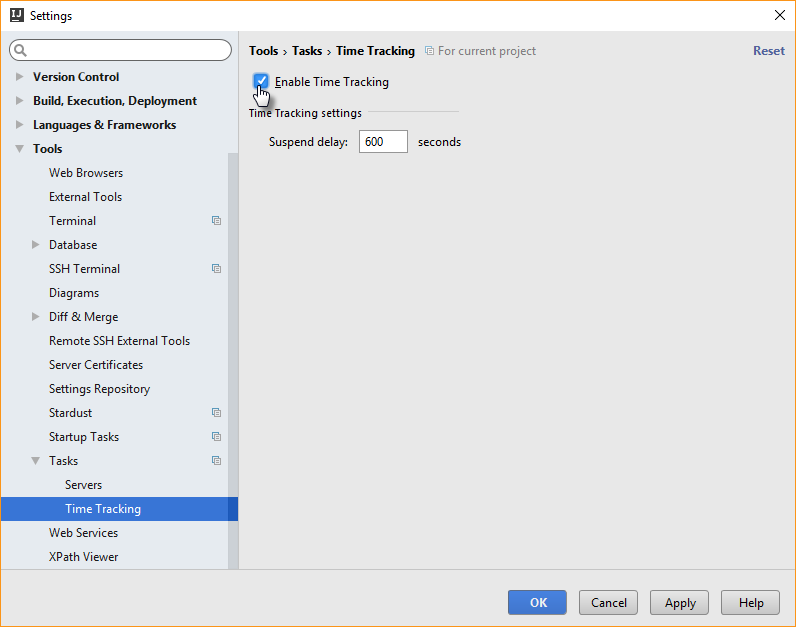 IJ Settings
Tools › Tasks › Time Tracking For current project Reset
Enable Time Tracking
Time Tracking settings
Suspend delay: 600 seconds
Version Control
Build, Execution, Deployment
Languages & Frameworks
Tools
Web Browsers
External Tools
Terminal
Database
SSH Terminal
Diagrams
Diff & Merge
Remote SSH External Tools
Server Certificates
Settings Repository
Stardust
Startup Tasks
Tasks
Servers
Time Tracking
Web Services
XPath Viewer
OK Cancel Apply Help